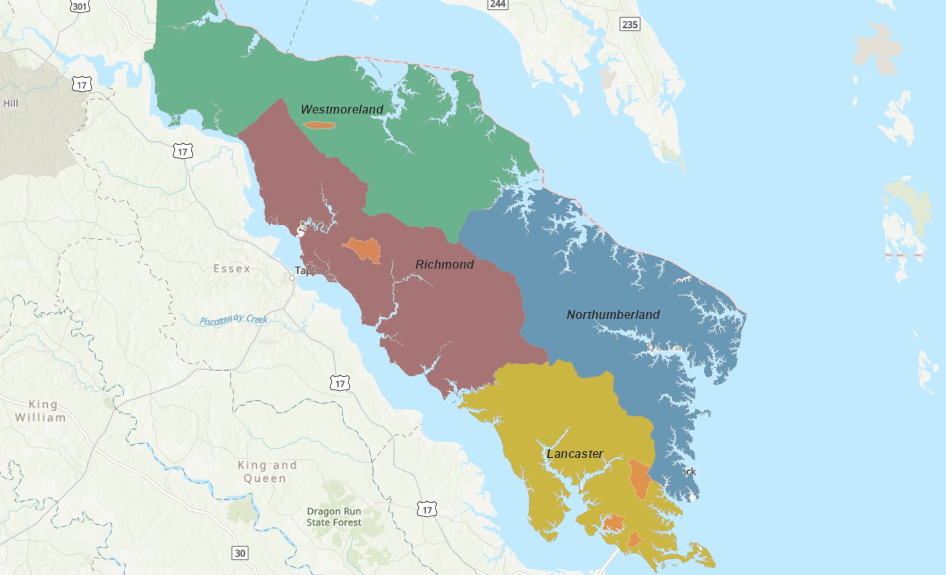 301
244
235
17
Hill
Westmoreland
17
Essex
Richmond
Piscataway Creek
Northumberland
17
King
William
Lancaster
King and
Queen
17
Dragon Run
State Forest
30